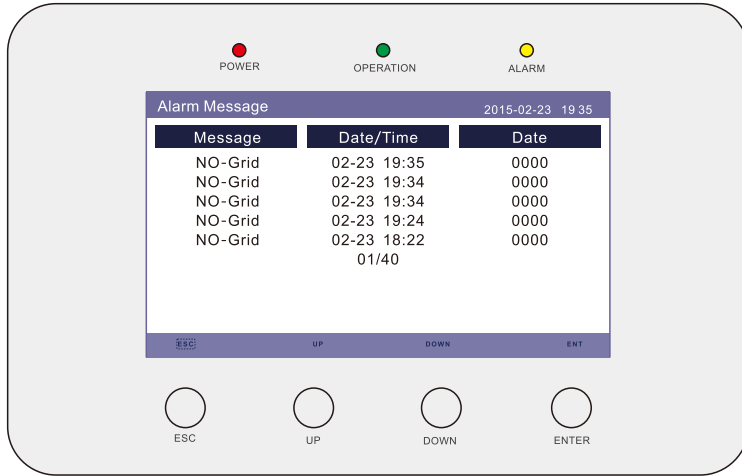 POWER OPERATION ALARM
Alarm Message 2015-02-23 19 35
Message Date/Time Date
NO-Grid 02-23 19:35 0000
NO-Grid 02-23 19:34 0000
NO-Grid 02-23 19:34 0000
NO-Grid 02-23 19:24 0000
NO-Grid 02-23 18:22 0000
01/40
ESC UP DOWN ENT
ESC UP DOWN ENTER